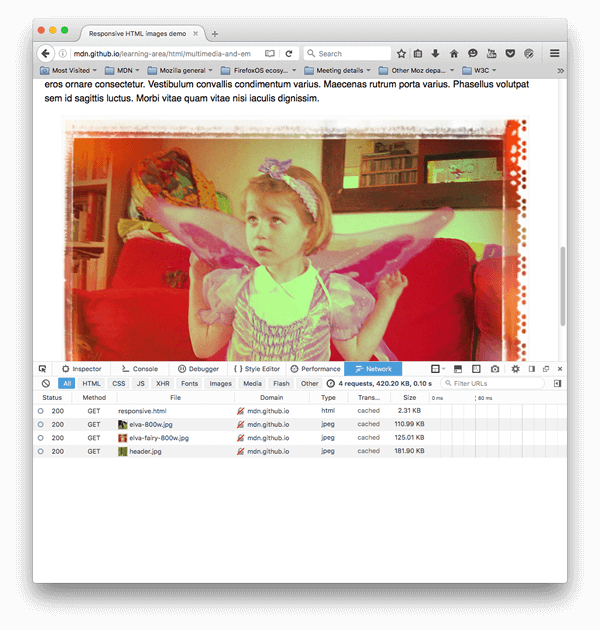 Responsive HTML images demo
mdn.github.io/learning-area/html/multimedia-and-em
Search
Most Visited MDN Mozilla general FirefoxOS ecosy... Meeting details Other Moz depa... W3C
eros ornare consectetur. Vestibulum convallis condimentum varius. Maecenas rutrum porta varius. Phasellus volutpat
sem id sagittis luctus. Morbi vitae quam vitae nisi iaculis dignissim.
Inspector Console Debugger { } Style Editor Performance Network
All HTML CSS JS XHR Fonts Images Media Flash Other 4 requests, 420.20 KB, 0.10 s Filter URLs
Status Method File Domain Type Trans... Size 0 ms 80 ms
200 GET responsive.html mdn.github.io html cached 2.31 KB
200 GET elva-800w.jpg mdn.github.io jpeg cached 110.99 KB
200 GET elva-fairy-800w.jpg mdn.github.io jpeg cached 125.01 KB
200 GET header.jpg mdn.github.io jpeg cached 181.90 KB